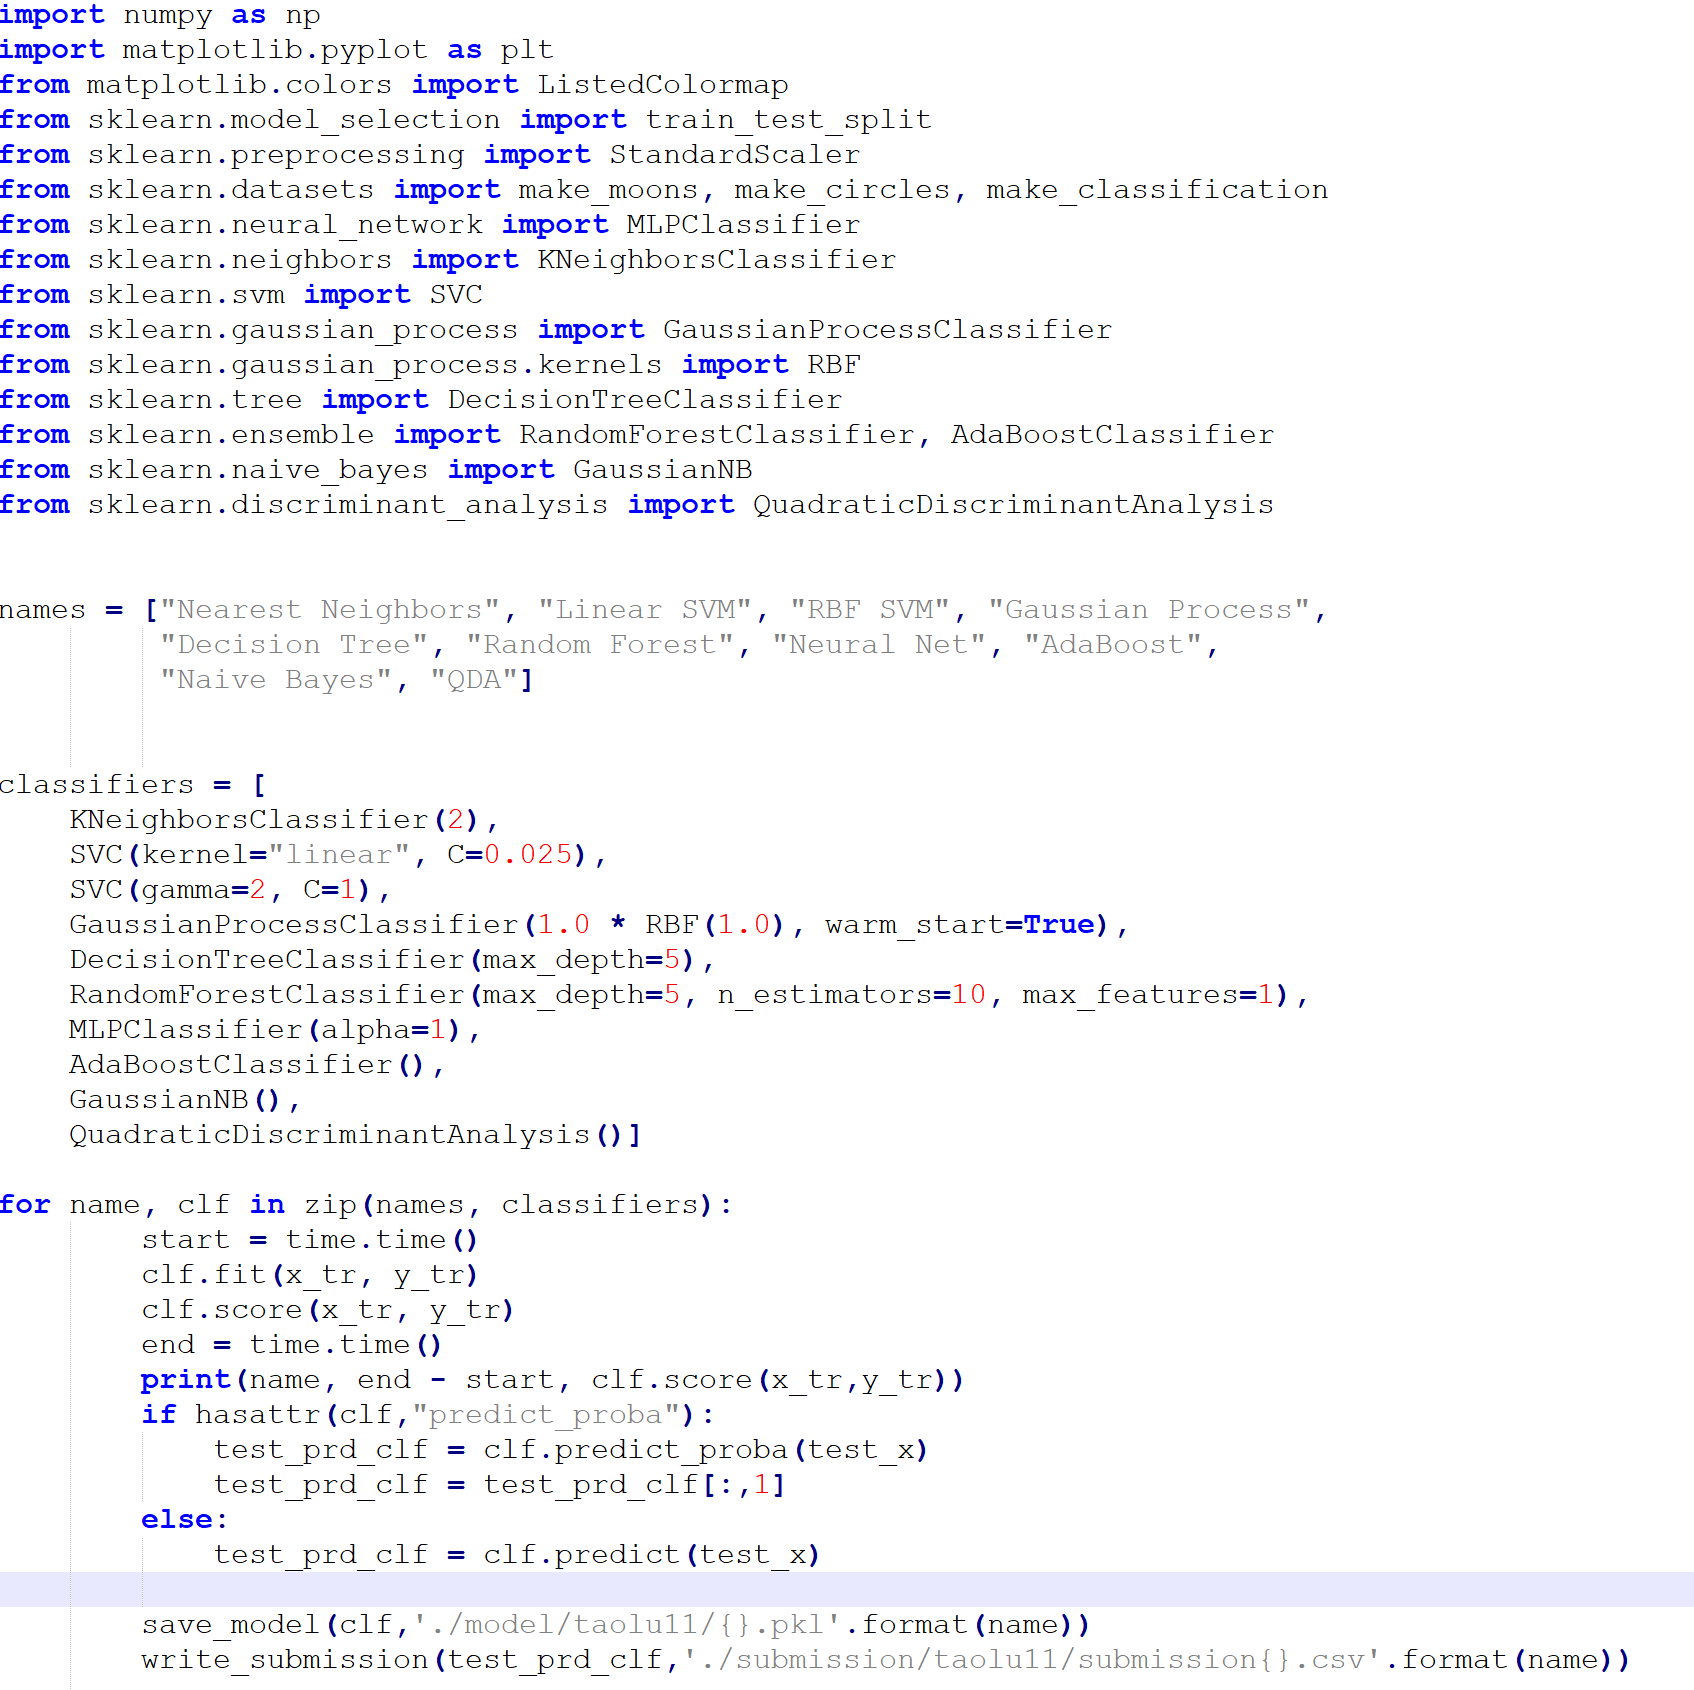 import numpy as np
import matplotlib.pyplot as plt
from matplotlib.colors import ListedColormap
from sklearn.model_selection import train_test_split
from sklearn.preprocessing import StandardScaler
from sklearn.datasets import make_moons, make_circles, make_classification
from sklearn.neural_network import MLPClassifier
from sklearn.neighbors import KNeighborsClassifier
from sklearn.svm import SVC
from sklearn.gaussian_process import GaussianProcessClassifier
from sklearn.gaussian_process.kernels import RBF
from sklearn.tree import DecisionTreeClassifier
from sklearn.ensemble import RandomForestClassifier, AdaBoostClassifier
from sklearn.naive_bayes import GaussianNB
from sklearn.discriminant_analysis import QuadraticDiscriminantAnalysis
names = ["Nearest Neighbors", "Linear SVM", "RBF SVM", "Gaussian Process",
         "Decision Tree", "Random Forest", "Neural Net", "AdaBoost",
         "Naive Bayes", "QDA"]
classifiers = [
    KNeighborsClassifier(2),
    SVC(kernel="linear", C=0.025),
    SVC(gamma=2, C=1),
    GaussianProcessClassifier(1.0 * RBF(1.0), warm_start=True),
    DecisionTreeClassifier(max_depth=5),
    RandomForestClassifier(max_depth=5, n_estimators=10, max_features=1),
    MLPClassifier(alpha=1),
    AdaBoostClassifier(),
    GaussianNB(),
    QuadraticDiscriminantAnalysis()]
for name, clf in zip(names, classifiers):
        start = time.time()
        clf.fit(x_tr, y_tr)
        clf.score(x_tr, y_tr)
        end = time.time()
        print(name, end - start, clf.score(x_tr,y_tr))
        if hasattr(clf,"predict_proba"):
            test_prd_clf = clf.predict_proba(test_x)
            test_prd_clf = test_prd_clf[:,1]
        else:
            test_prd_clf = clf.predict(test_x)
        save_model(clf,'./model/taolu11/{}.pkl'.format(name))
        write_submission(test_prd_clf,'./submission/taolu11/submission{}.csv'.format(name))